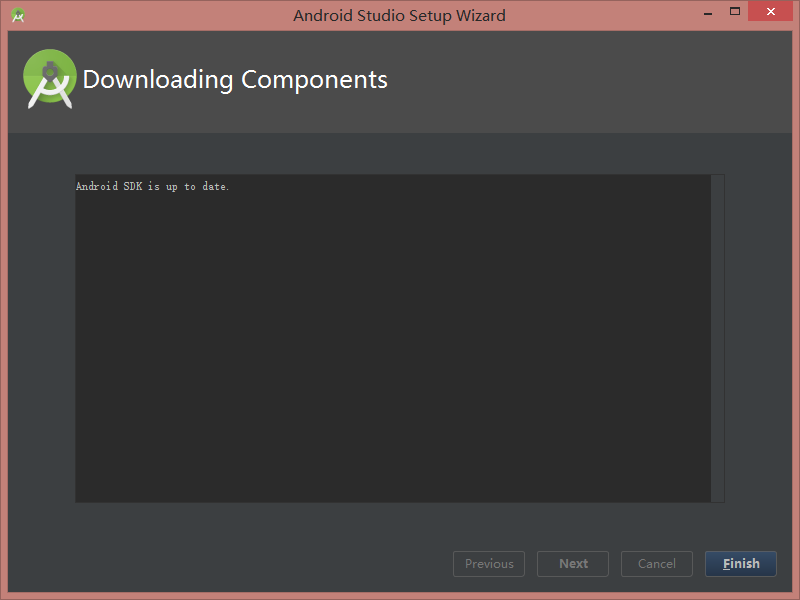 Android Studio Setup Wizard
Downloading Components
Android SDK is up to date.
Previous
Next
Cancel
Finish